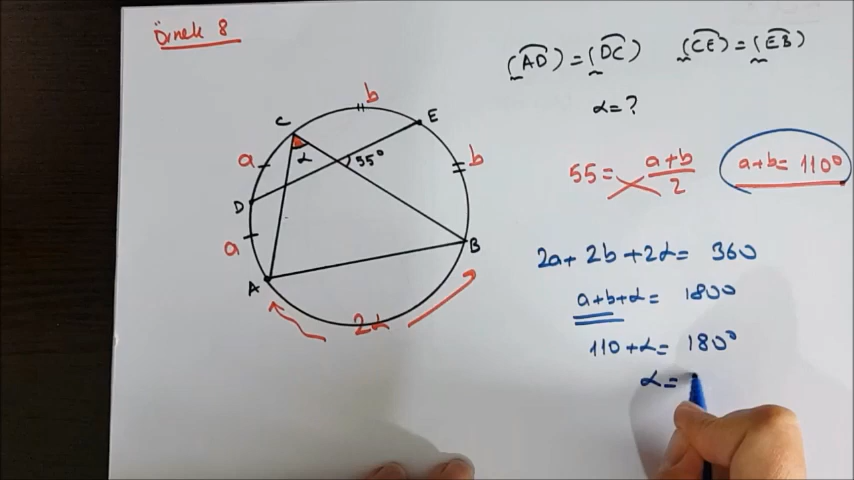 Örnek 8
(AD) = (DC) (CE) = (EB)
α = ?
C
b
E
a
α
55°
b
D
a
B
A
2α
55 = a+b / 2
a+b = 110°
2a + 2b + 2α = 360
a+b+α = 180°
110 + α = 180°
α =